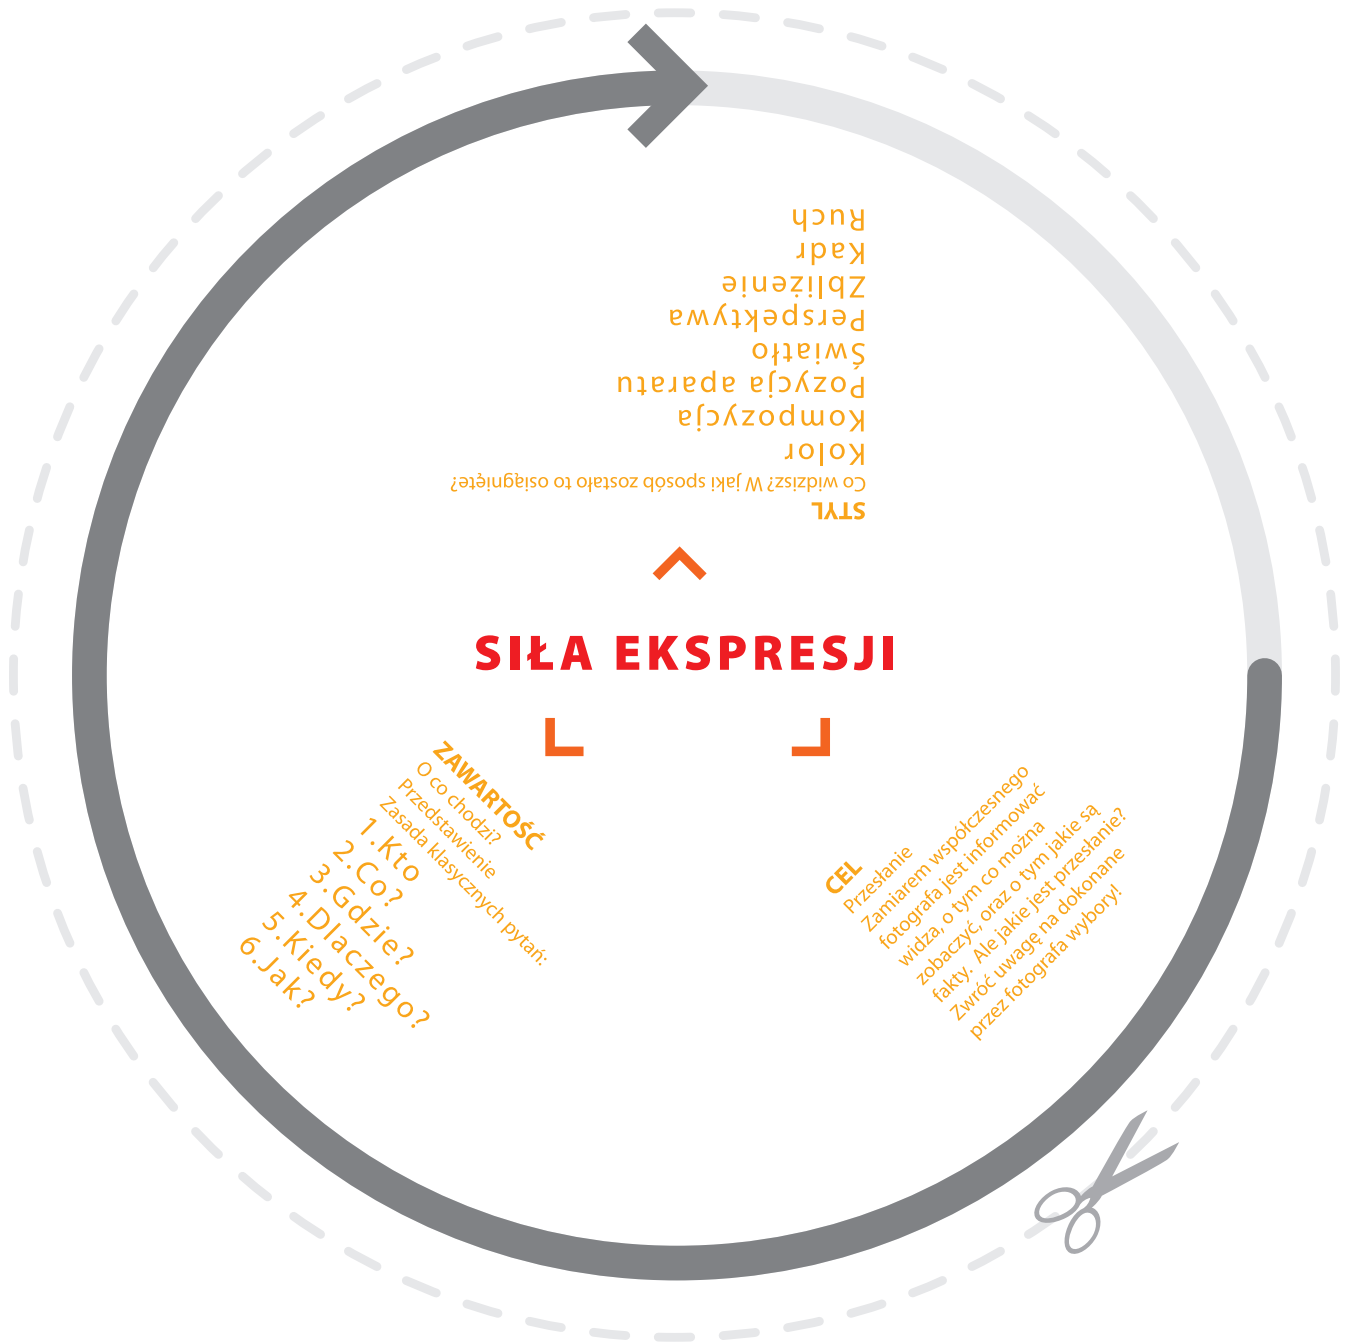 SIŁA EKSPRESJI
STYL
Co widzisz? W jaki sposób zostało to osiągnięte?
Kolor
Kompozycja
Pozycja aparatu
Światło
Perspektywa
Zbliżenie
Kadr
Ruch
ZAWARTOŚĆ
O co chodzi?
Przedstawienie
Zasada klasycznych pytań:
1.Kto
2.Co?
3.Gdzie?
4.Dlaczego?
5.Kiedy?
6.Jak?
CEL
Przesłanie
Zamiarem współczesnego
fotografa jest informować
widza, o tym co można
zobaczyć, oraz o tym jakie są
fakty. Ale jakie jest przesłanie?
Zwróć uwagę na dokonane
przez fotografa wybory!